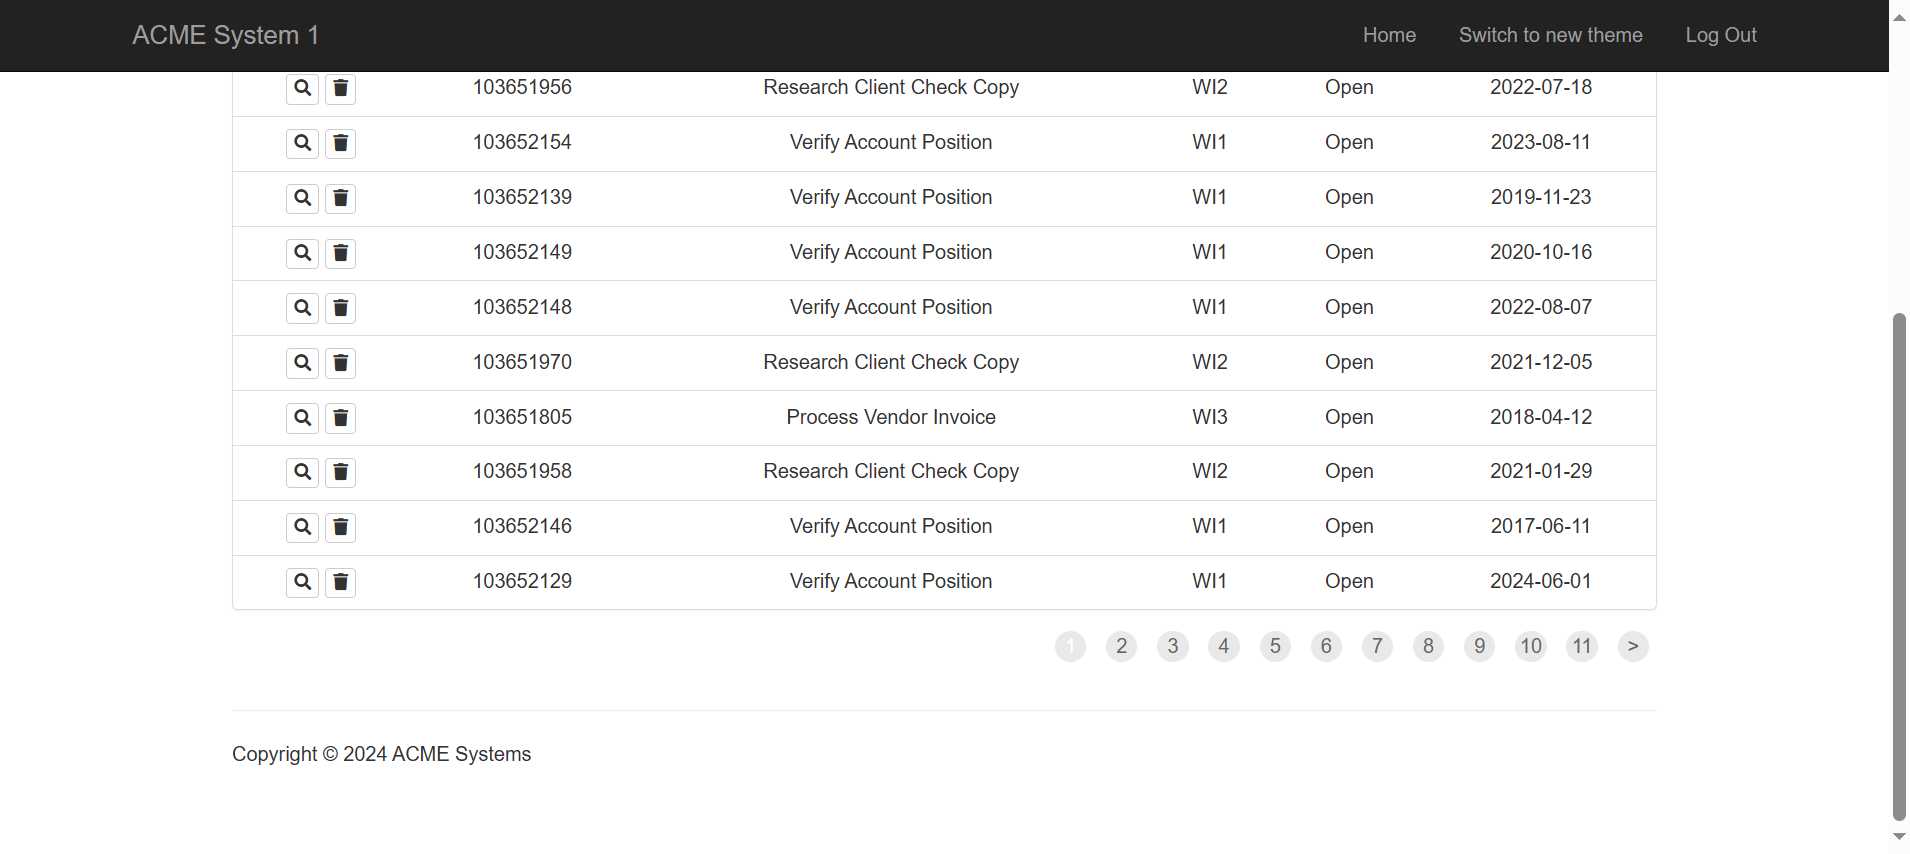 ACME System 1 Home Switch to new theme Log Out
103651956 Research Client Check Copy WI2 Open 2022-07-18
103652154 Verify Account Position WI1 Open 2023-08-11
103652139 Verify Account Position WI1 Open 2019-11-23
103652149 Verify Account Position WI1 Open 2020-10-16
103652148 Verify Account Position WI1 Open 2022-08-07
103651970 Research Client Check Copy WI2 Open 2021-12-05
103651805 Process Vendor Invoice WI3 Open 2018-04-12
103651958 Research Client Check Copy WI2 Open 2021-01-29
103652146 Verify Account Position WI1 Open 2017-06-11
103652129 Verify Account Position WI1 Open 2024-06-01
1 2 3 4 5 6 7 8 9 10 11 >
Copyright © 2024 ACME Systems